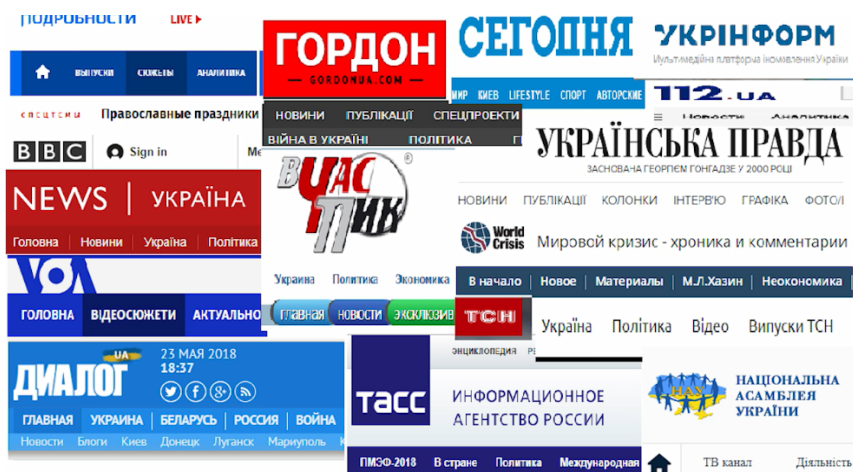 ПОДРОБНОСТИ LIVE
ВЫПУСКИ СЮЖЕТЫ АНАЛИТИКА
СПЕЦТЕМЫ Православные праздники
BBC Sign in
NEWS УКРАЇНА
Головна Новини Україна Політика
VOA
ГОЛОВНА ВІДЕОСЮЖЕТИ АКТУАЛЬНО
ДИАЛОГ UA
23 МАЯ 2018
18:37
ГЛАВНАЯ УКРАИНА БЕЛАРУСЬ РОССИЯ ВОЙНА
Новости Блоги Киев Донецк Луганск Мариуполь
ГОРДОН
GORDONUA.COM
НОВИНИ ПУБЛІКАЦІЇ СПЕЦПРОЕКТИ
ВІЙНА В УКРАЇНІ ПОЛІТИКА
В ЧАС ПИК ®
Украина Политика Экономика
ГЛАВНАЯ НОВОСТИ ЭКСКЛЮЗИВ
ТАСС
ЭНЦИКЛОПЕДИЯ
ИНФОРМАЦИОННОЕ
АГЕНТСТВО РОССИИ
ПМЭФ-2018 В стране Политика Международная
СЕГОДНЯ
МИР КИЕВ LIFESTYLE СПОРТ АВТОРСКИЕ
УКРІНФОРМ
Мультимедійна платформа іномовлення України
112.UA
Новости Аналитика
УКРАЇНСЬКА ПРАВДА
ЗАСНОВАНА ГЕОРГІЄМ ГОНГАДЗЕ У 2000 РОЦІ
НОВИНИ ПУБЛІКАЦІЇ КОЛОНКИ ІНТЕРВ'Ю ГРАФІКА ФОТО/
World
Crisis
Мировой кризис - хроника и комментарии
В начало Новое Материалы М.Л.Хазин Неокономика
ТСН
Україна Політика Відео Випуски ТСН
НАУ
НАЦІОНАЛЬНА
АСАМБЛЕЯ
УКРАЇНИ
ТВ канал Діяльність